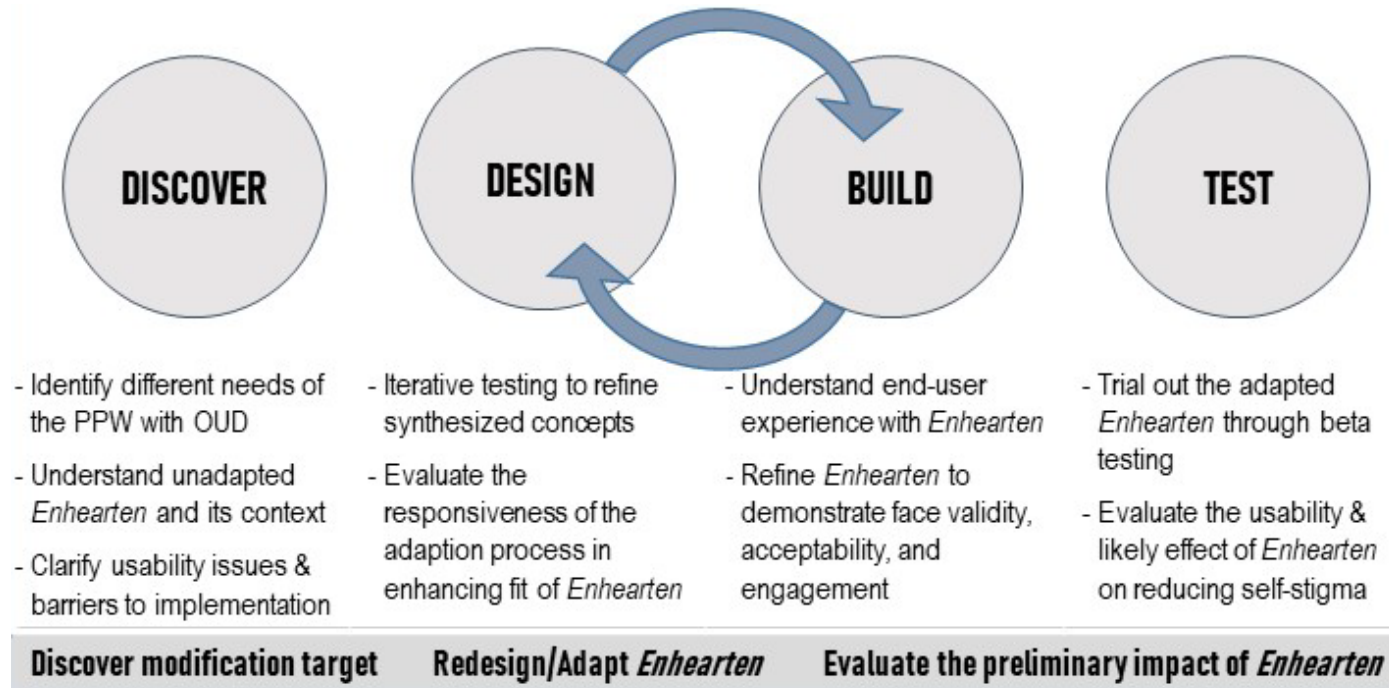 DISCOVER
DESIGN
BUILD
TEST
- Identify different needs of
the PPW with OUD
- Understand unadapted
Enhearten and its context
- Clarify usability issues &
barriers to implementation
- Iterative testing to refine
synthesized concepts
- Evaluate the
responsiveness of the
adaption process in
enhancing fit of Enhearten
- Understand end-user
experience with Enhearten
- Refine Enhearten to
demonstrate face validity,
acceptability, and
engagement
- Trial out the adapted
Enhearten through beta
testing
- Evaluate the usability &
likely effect of Enhearten
on reducing self-stigma
Discover modification target
Redesign/Adapt Enhearten
Evaluate the preliminary impact of Enhearten